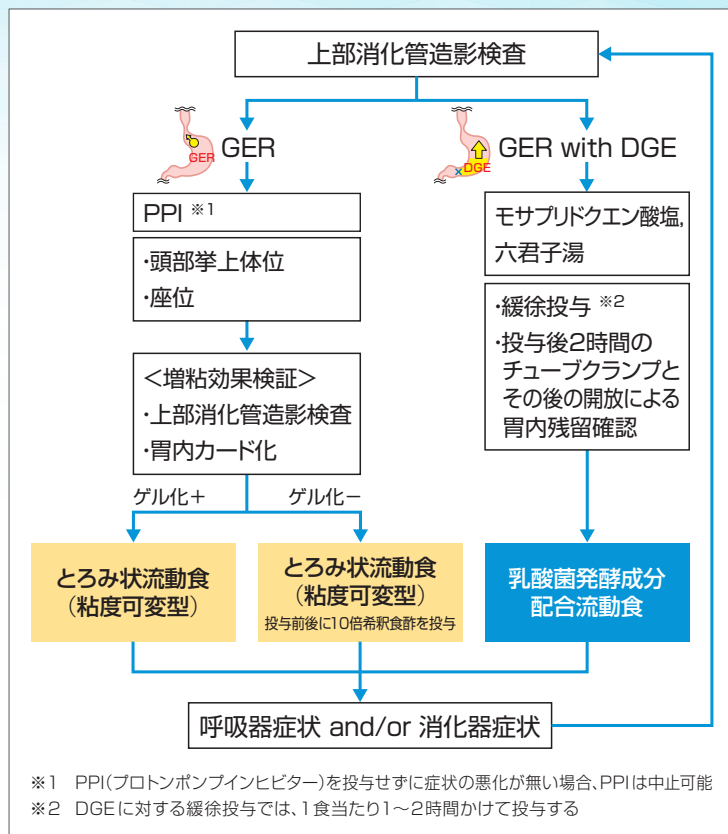 上部消化管造影検査
GER
GER
DGE
GER with DGE
PPI ※1
・頭部挙上体位
・座位
モサプリドクエン酸塩,
六君子湯
・緩徐投与 ※2
・投与後2時間の
チューブクランプと
その後の開放による
胃内残留確認
＜増粘効果検証＞
・上部消化管造影検査
・胃内カード化
ゲル化＋
ゲル化－
とろみ状流動食
（粘度可変型）
とろみ状流動食
（粘度可変型）
投与前後に10倍希釈食酢を投与
乳酸菌発酵成分
配合流動食
呼吸器症状 and/or 消化器症状
※1 PPI（プロトンポンプインヒビター）を投与せずに症状の悪化が無い場合、PPIは中止可能
※2 DGEに対する緩徐投与では、1食当たり1～2時間かけて投与する